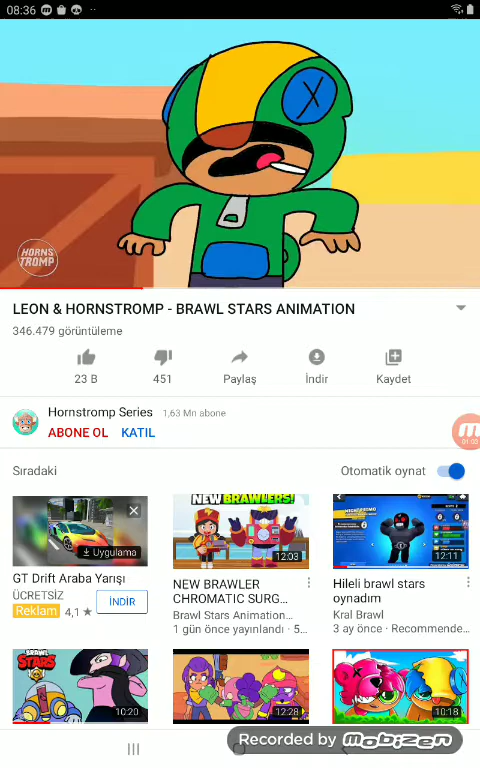 08:36
HORNS
TROMP
LEON & HORNSTROMP - BRAWL STARS ANIMATION
346.479 görüntüleme
23 B
451
Paylaş
İndir
Kaydet
Hornstromp Series
1,63 Mn abone
ABONE OL
KATIL
01:03
Sıradaki
Otomatik oynat
Uygulama
GT Drift Araba Yarışı
ÜCRETSİZ
Reklam
4,1 ★
İNDİR
NEW BRAWLERS!
12:03
NEW BRAWLER
CHROMATIC SURG...
Brawl Stars Animation...
1 gün önce yayınlandı · 5...
12:11
Hileli brawl stars
oynadım
Kral Brawl
3 ay önce · Recommende...
BRAWL
STARS
10:20
12:28
10:18
Recorded by Mobizen